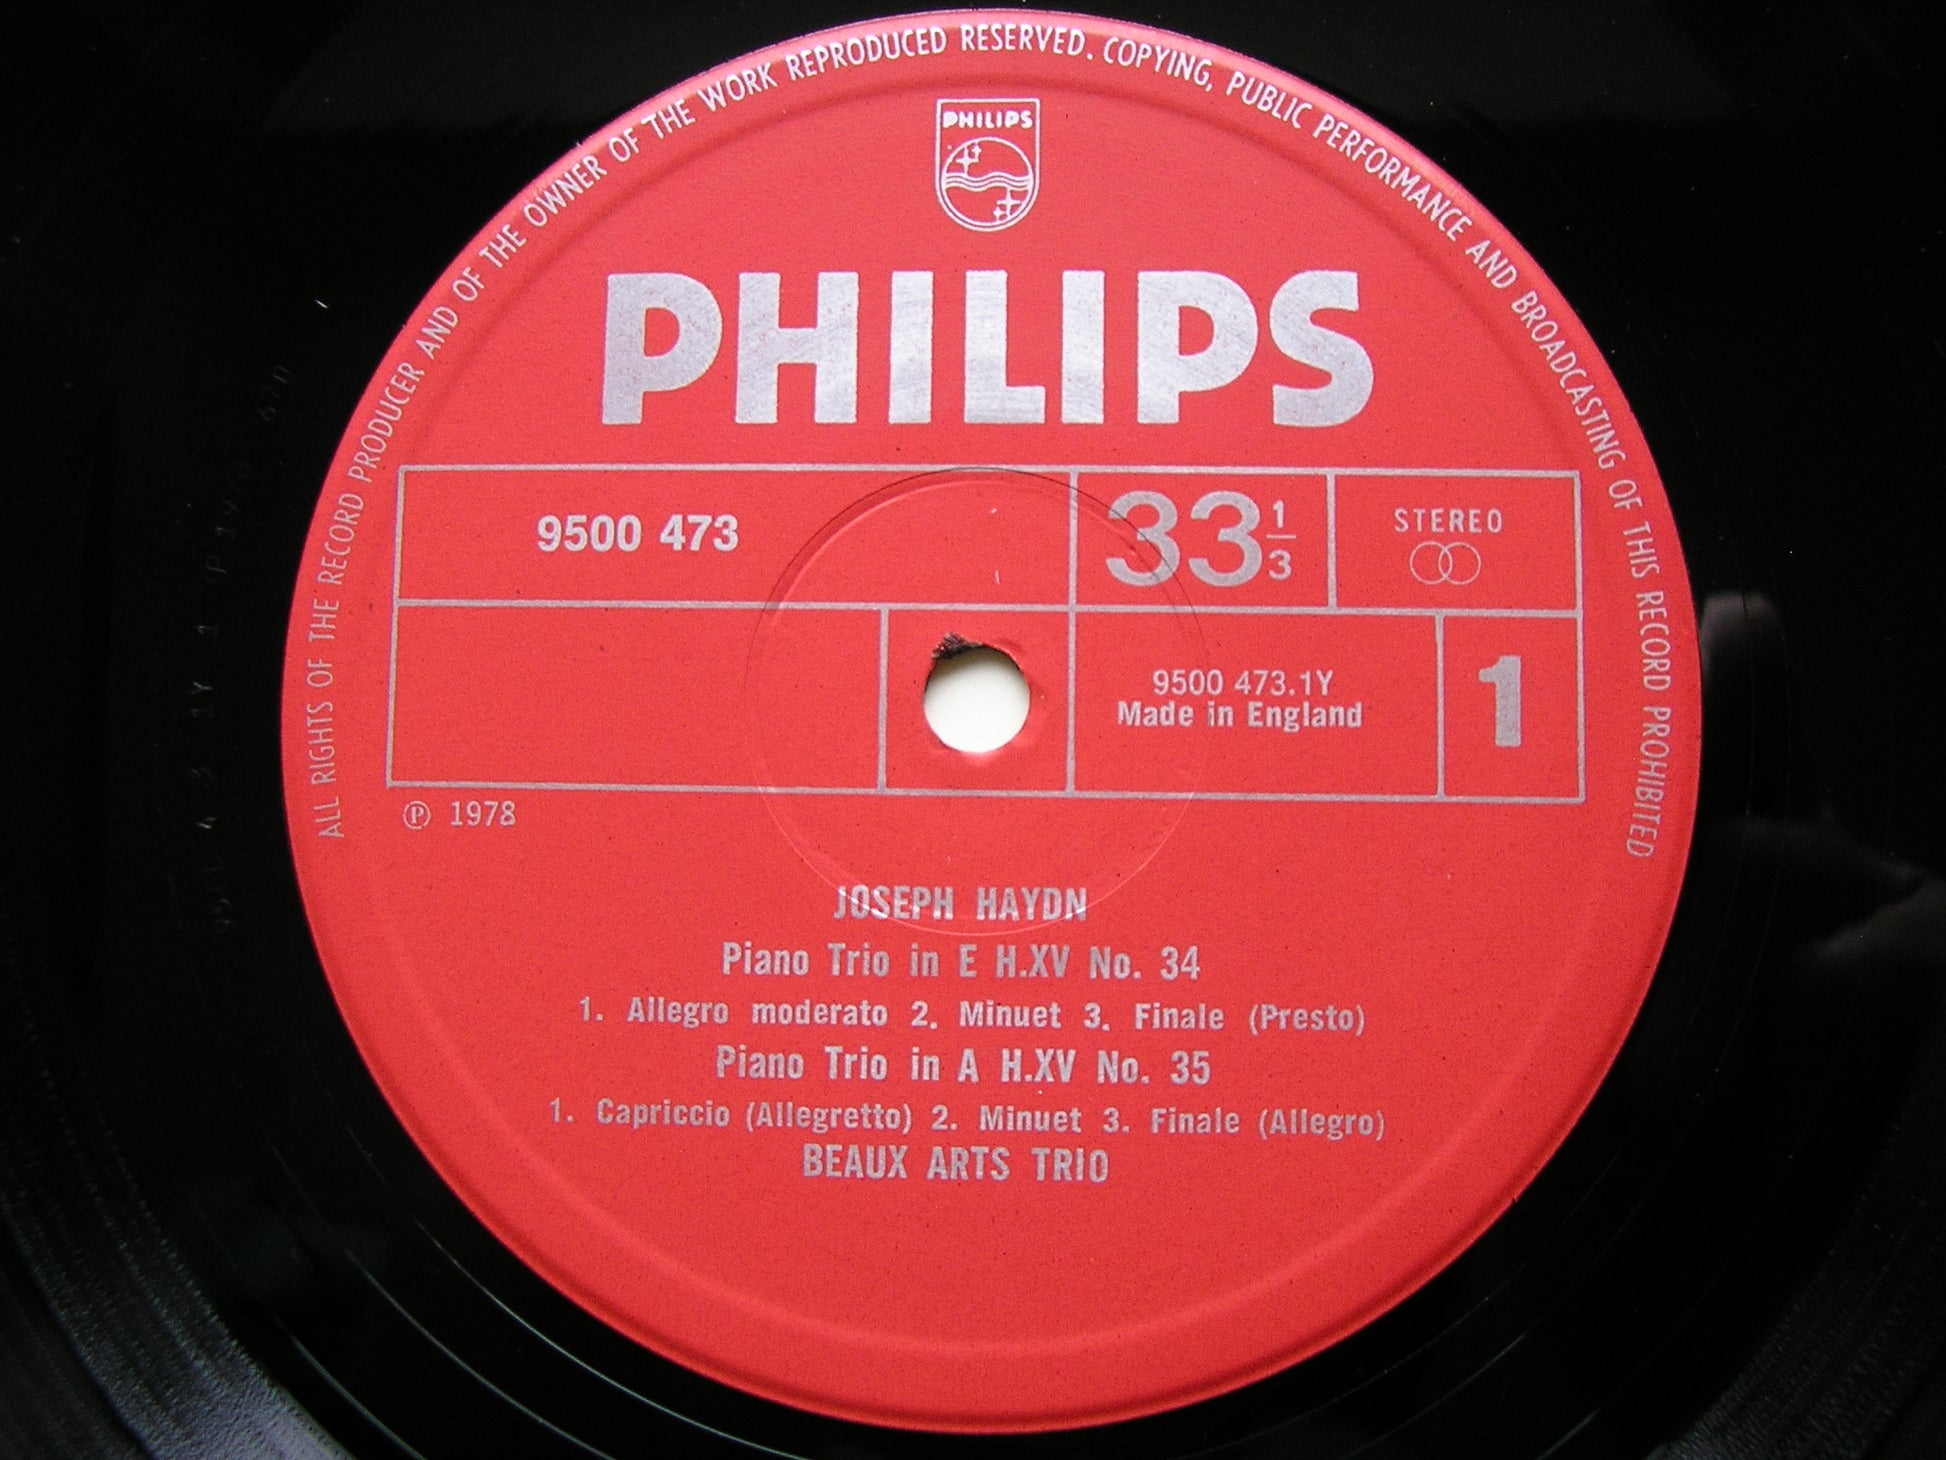 ALL RIGHTS OF THE RECORD PRODUCER AND OF THE OWNER OF THE WORK REPRODUCED RESERVED. COPYING, PUBLIC PERFORMANCE AND BROADCASTING OF THIS RECORD PROHIBITED
PHILIPS
PHILIPS
9500 473
33 1/3
STEREO
9500 473.1Y
Made in England
1
℗ 1978
JOSEPH HAYDN
Piano Trio in E H.XV No. 34
1. Allegro moderato 2. Minuet 3. Finale (Presto)
Piano Trio in A H.XV No. 35
1. Capriccio (Allegretto) 2. Minuet 3. Finale (Allegro)
BEAUX ARTS TRIO